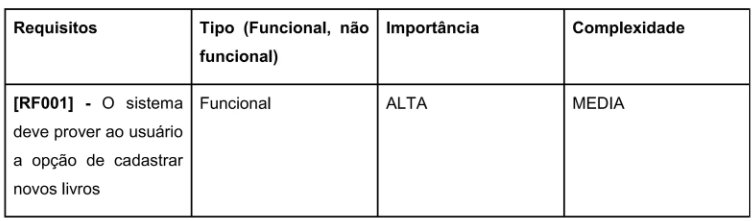 Requisitos
Tipo (Funcional, não
funcional)
Importância
Complexidade
[RF001] - O sistema
deve prover ao usuário
a opção de cadastrar
novos livros
Funcional
ALTA
MEDIA